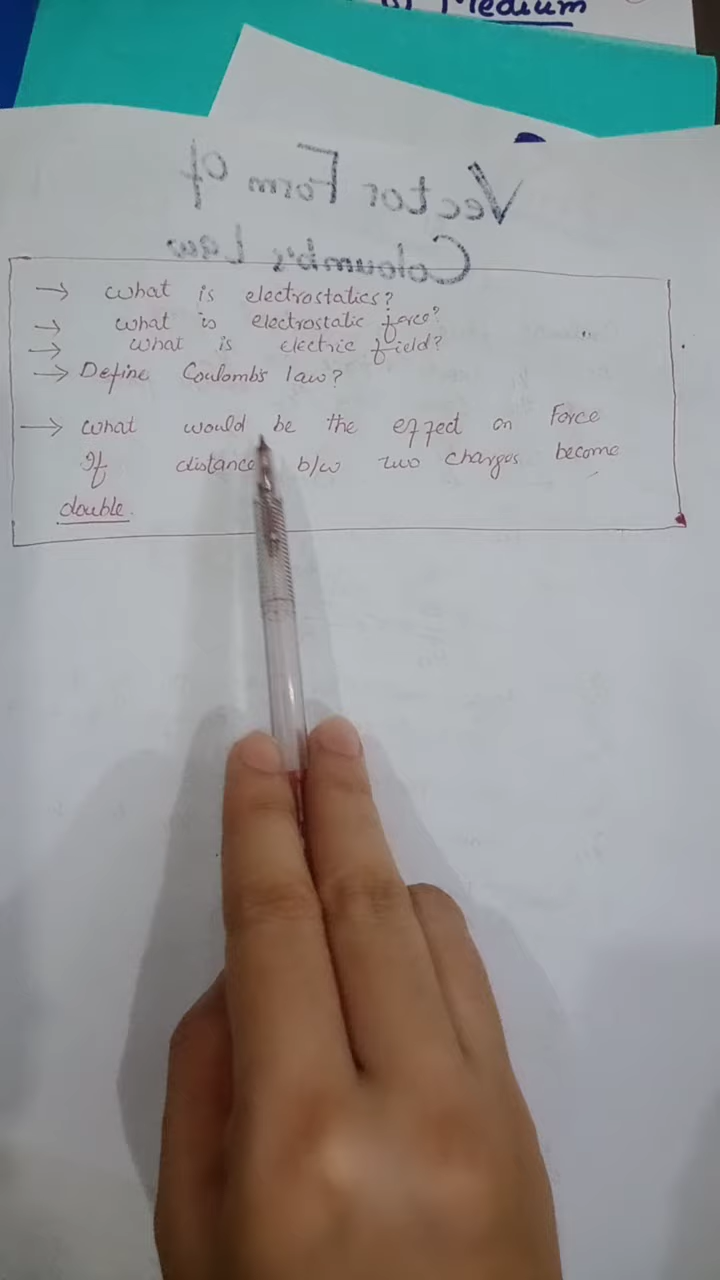 Medium
Vector Form Of
Coloumb's Law
→ What is electrostatics?
→ what is electrostatic force?
→ what is electric field?
→ Define Coulomb's law?
→ what would be the effect on Force
If distance b/w two charges become
double.